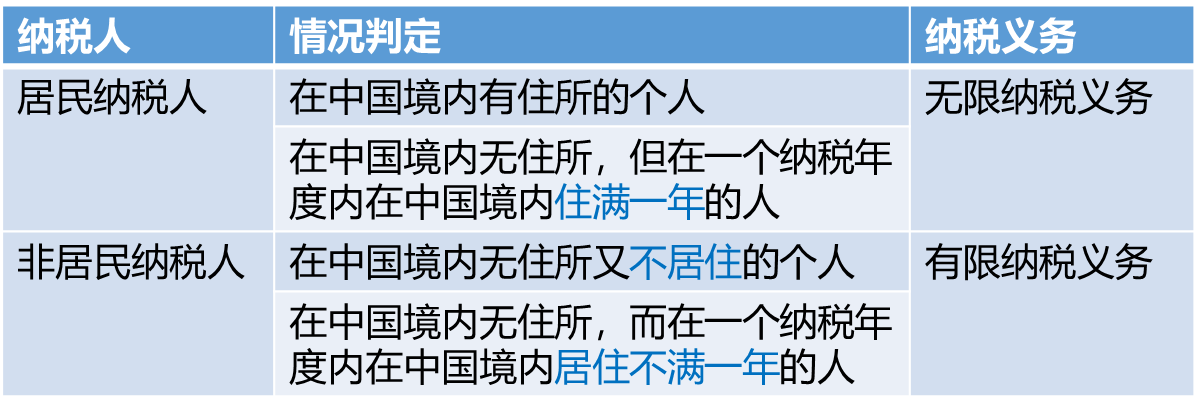 纳税人
情况判定
纳税义务
居民纳税人
在中国境内有住所的个人
无限纳税义务
在中国境内无住所，但在一个纳税年
度内在中国境内住满一年的人
非居民纳税人
在中国境内无住所又不居住的个人
有限纳税义务
在中国境内无住所，而在一个纳税年
度内在中国境内居住不满一年的人